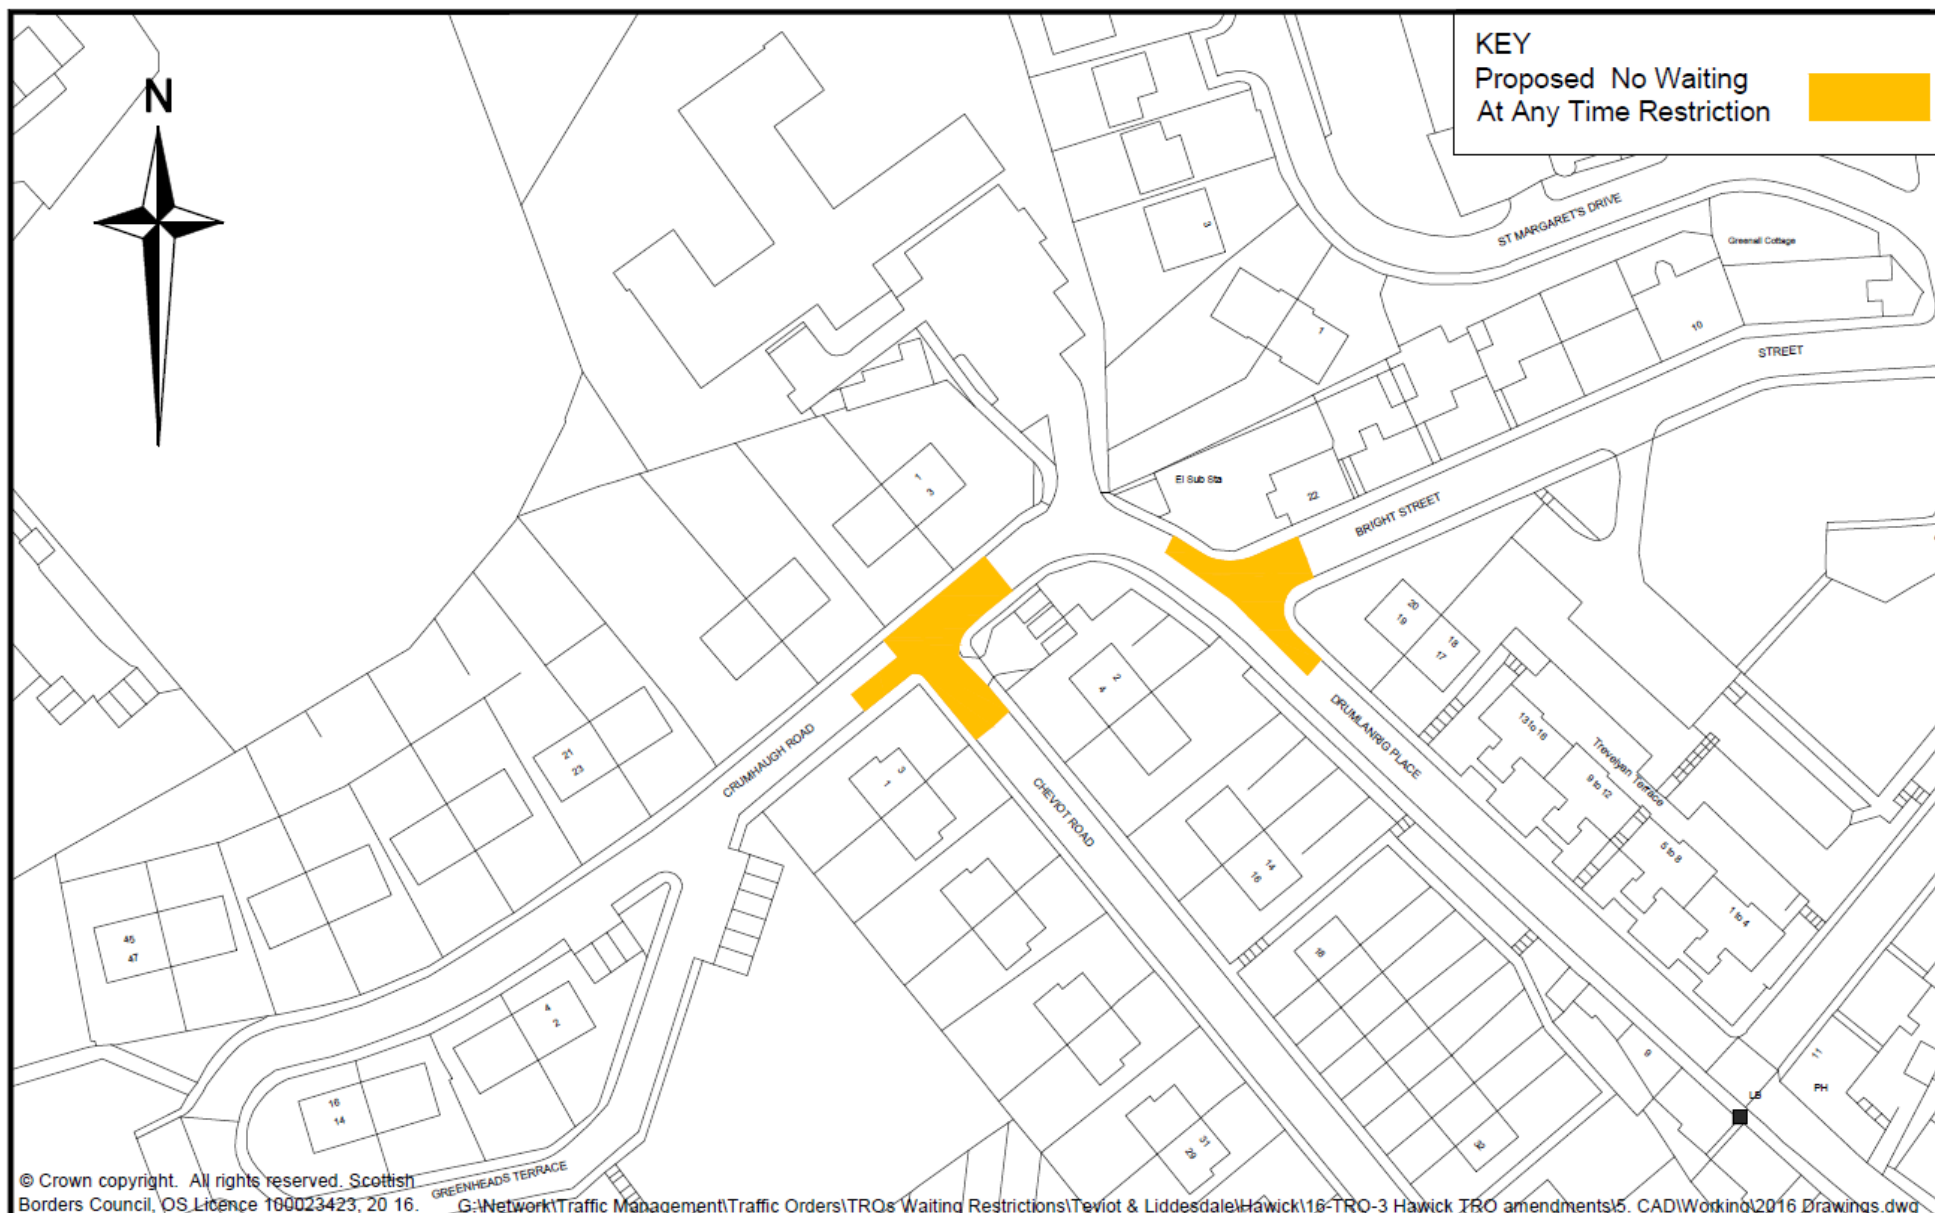 KEY
Proposed No Waiting
At Any Time Restriction
N
ST MARGARET'S DRIVE
Greenail Cottage
3
1
10
STREET
1
3
El Sub Sta
22
BRIGHT STREET
20
19
18
17
2
4
DRUMLANRIG PLACE
13 to 16
Trevelyan Terrace
9 to 12
5 to 8
1 to 4
21
23
CRUMHAUGH ROAD
3
1
CHEVIOT ROAD
14
16
18
45
47
4
2
16
14
31
29
32
9
11
PH
LB
GREENHEADS TERRACE
© Crown copyright. All rights reserved. Scottish
Borders Council, OS Licence 100023423, 20 16.
G:\Network\Traffic Management\Traffic Orders\TROs Waiting Restrictions\Teviot & Liddesdale\Hawick\16-TRO-3 Hawick TRO amendments\5. CAD\Working\2016 Drawings.dwg